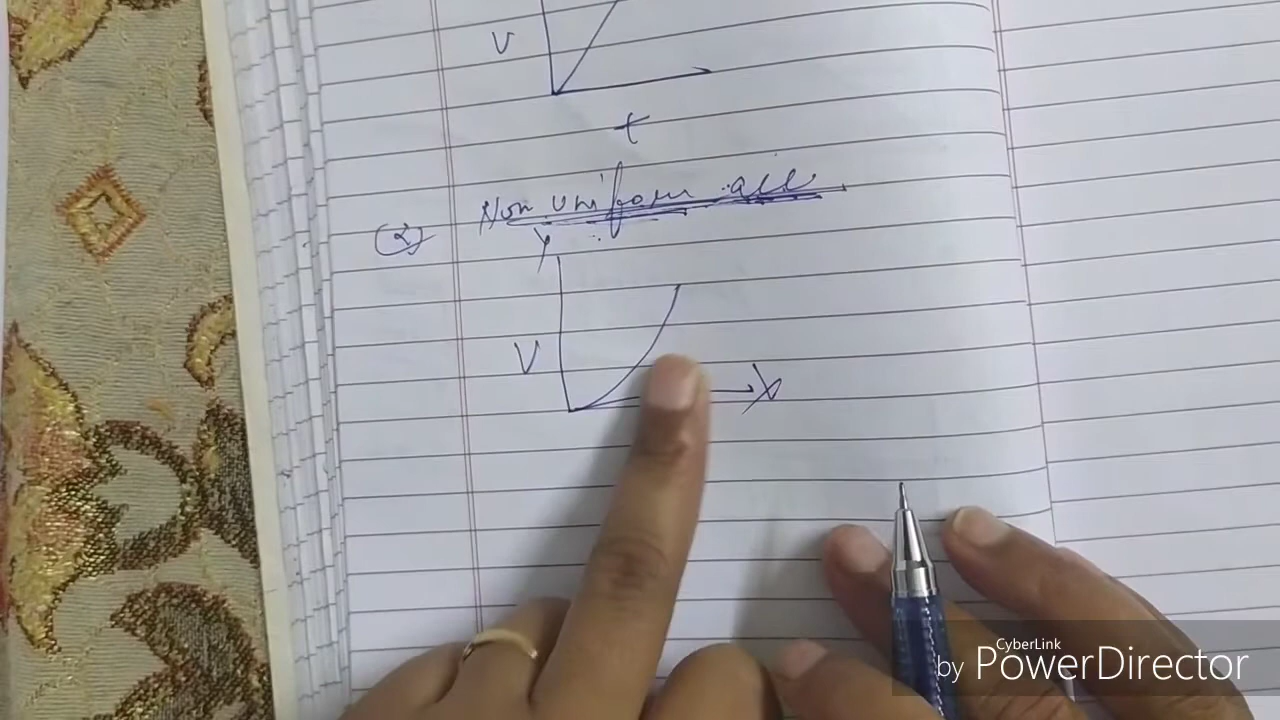 V
t
(2) Non uniform acc
Y
V
X
CyberLink
by PowerDirector